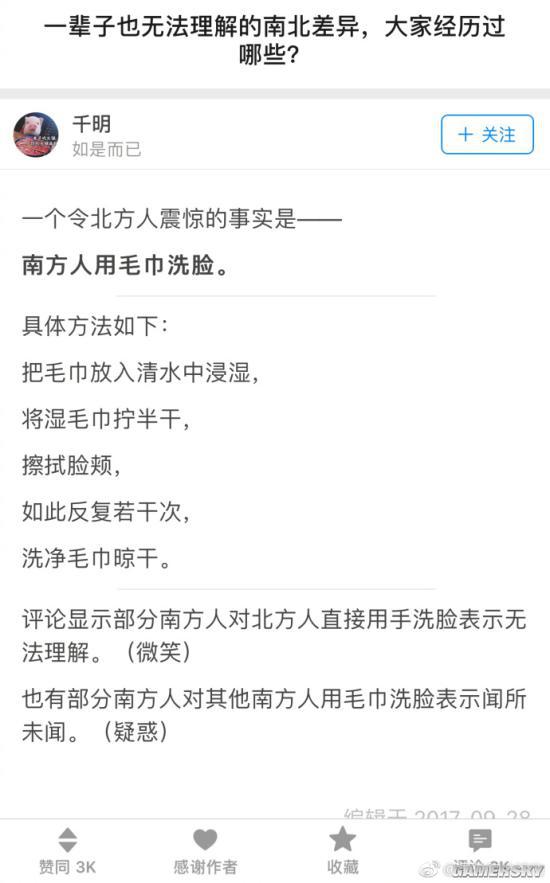 一辈子也无法理解的南北差异，大家经历过
哪些？
千明
如是而已
＋ 关注
一个令北方人震惊的事实是——
南方人用毛巾洗脸。
具体方法如下：
把毛巾放入清水中浸湿，
将湿毛巾拧半干，
擦拭脸颊，
如此反复若干次，
洗净毛巾晾干。
评论显示部分南方人对北方人直接用手洗脸表示无
法理解。（微笑）
也有部分南方人对其他南方人用毛巾洗脸表示闻所
未闻。（疑惑）
编辑于 2017-09-28
赞同 3K
感谢作者
收藏
评论 2K
GAMERSKY